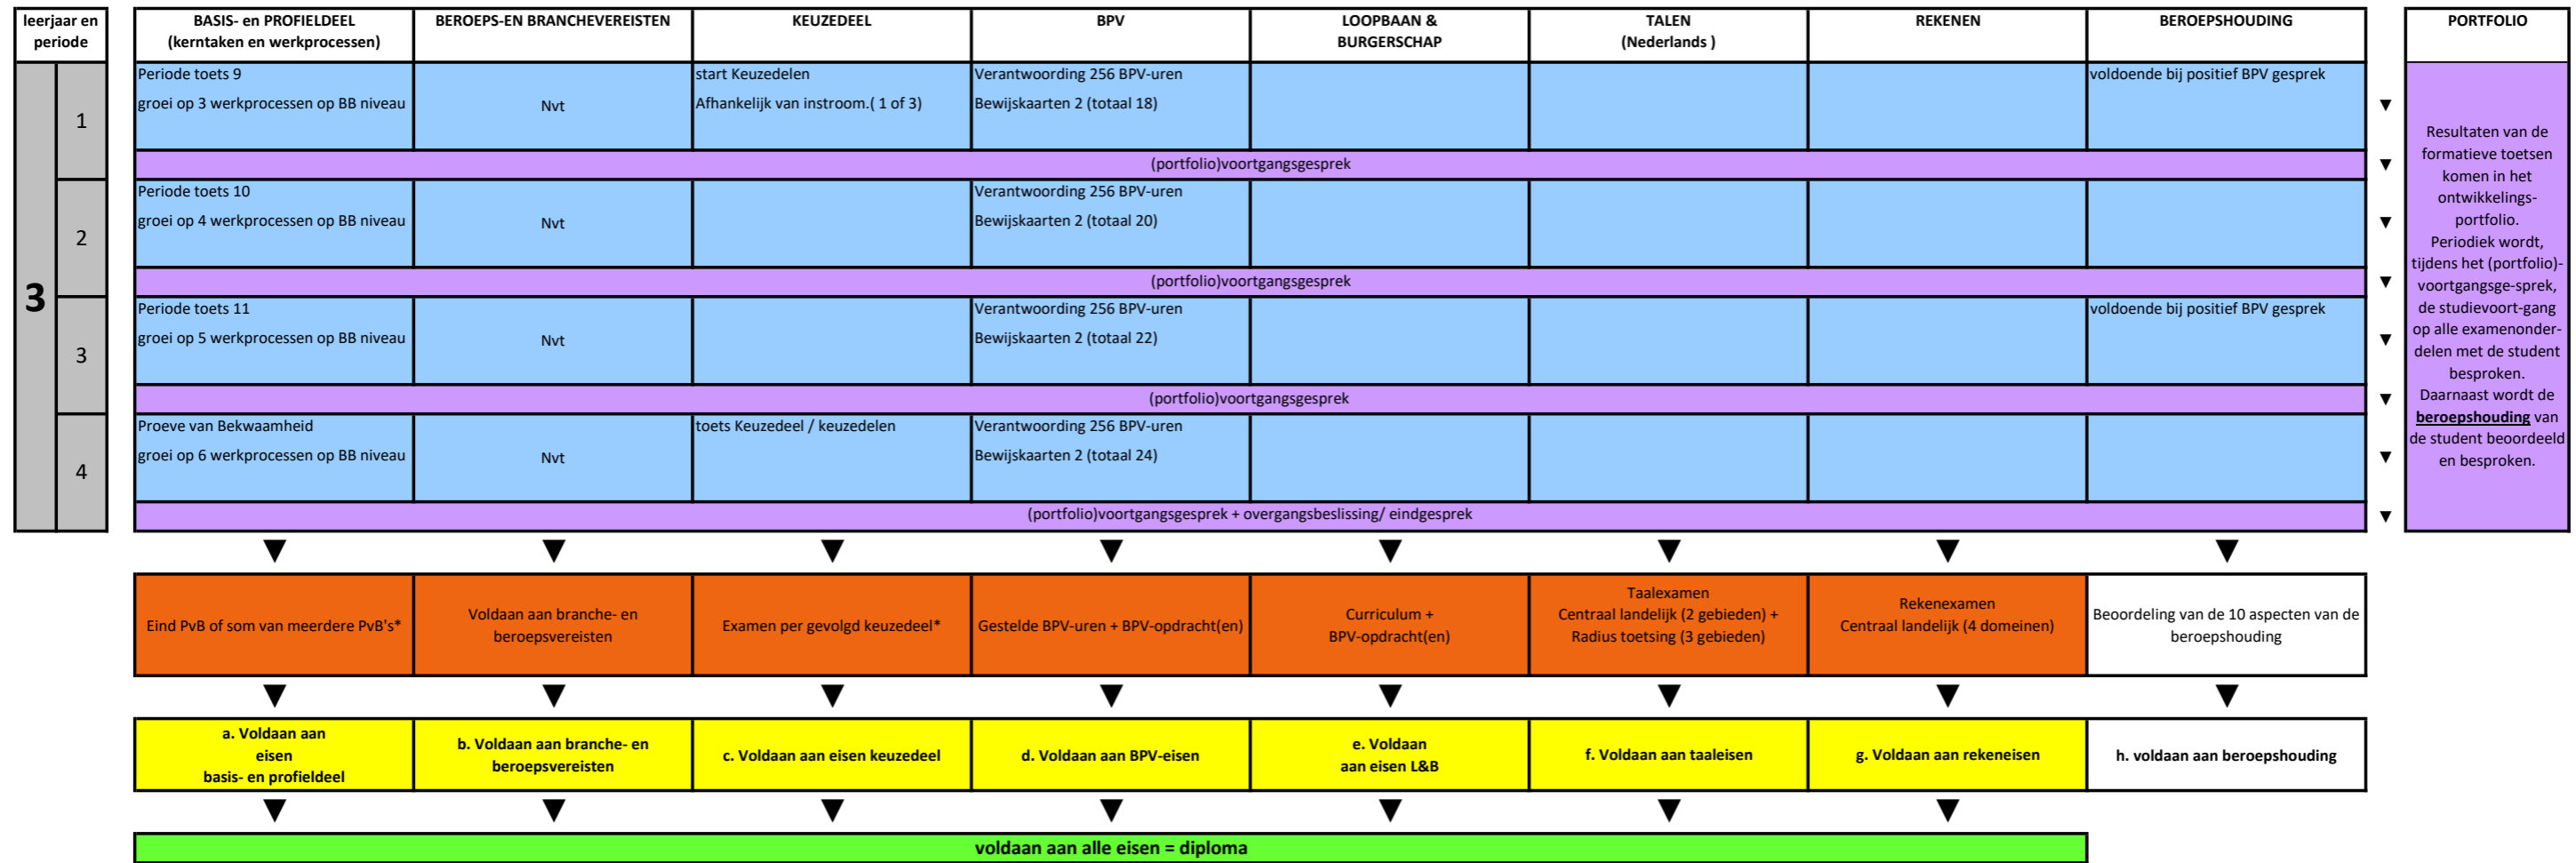 leerjaar en
periode
BASIS- en PROFIELDEEL
(kerntaken en werkprocessen)
BEROEPS-EN BRANCHEVEREISTEN
KEUZEDEEL
BPV
LOOPBAAN &
BURGERSCHAP
TALEN
(Nederlands )
REKENEN
BEROEPSHOUDING
PORTFOLIO
3
1
Periode toets 9
groei op 3 werkprocessen op BB niveau
Nvt
start Keuzedelen
Afhankelijk van instroom.( 1 of 3)
Verantwoording 256 BPV-uren
Bewijskaarten 2 (totaal 18)
voldoende bij positief BPV gesprek
(portfolio)voortgangsgesprek
2
Periode toets 10
groei op 4 werkprocessen op BB niveau
Nvt
Verantwoording 256 BPV-uren
Bewijskaarten 2 (totaal 20)
(portfolio)voortgangsgesprek
3
Periode toets 11
groei op 5 werkprocessen op BB niveau
Nvt
Verantwoording 256 BPV-uren
Bewijskaarten 2 (totaal 22)
voldoende bij positief BPV gesprek
(portfolio)voortgangsgesprek
4
Proeve van Bekwaamheid
groei op 6 werkprocessen op BB niveau
Nvt
toets Keuzedeel / keuzedelen
Verantwoording 256 BPV-uren
Bewijskaarten 2 (totaal 24)
(portfolio)voortgangsgesprek + overgangsbeslissing/ eindgesprek
Resultaten van de
formatieve toetsen
komen in het
ontwikkelings-
portfolio.
Periodiek wordt,
tijdens het (portfolio)-
voortgangsge-sprek,
de studievoort-gang
op alle examenonder-
delen met de student
besproken.
Daarnaast wordt de
beroepshouding van
de student beoordeeld
en besproken.
Eind PvB of som van meerdere PvB's*
Voldaan aan branche- en
beroepsvereisten
Examen per gevolgd keuzedeel*
Gestelde BPV-uren + BPV-opdracht(en)
Curriculum +
BPV-opdracht(en)
Taalexamen
Centraal landelijk (2 gebieden) +
Radius toetsing (3 gebieden)
Rekenexamen
Centraal landelijk (4 domeinen)
Beoordeling van de 10 aspecten van de
beroepshouding
a. Voldaan aan
eisen
basis- en profieldeel
b. Voldaan aan branche- en
beroepsvereisten
c. Voldaan aan eisen keuzedeel
d. Voldaan aan BPV-eisen
e. Voldaan
aan eisen L&B
f. Voldaan aan taaleisen
g. Voldaan aan rekeneisen
h. voldaan aan beroepshouding
voldaan aan alle eisen = diploma